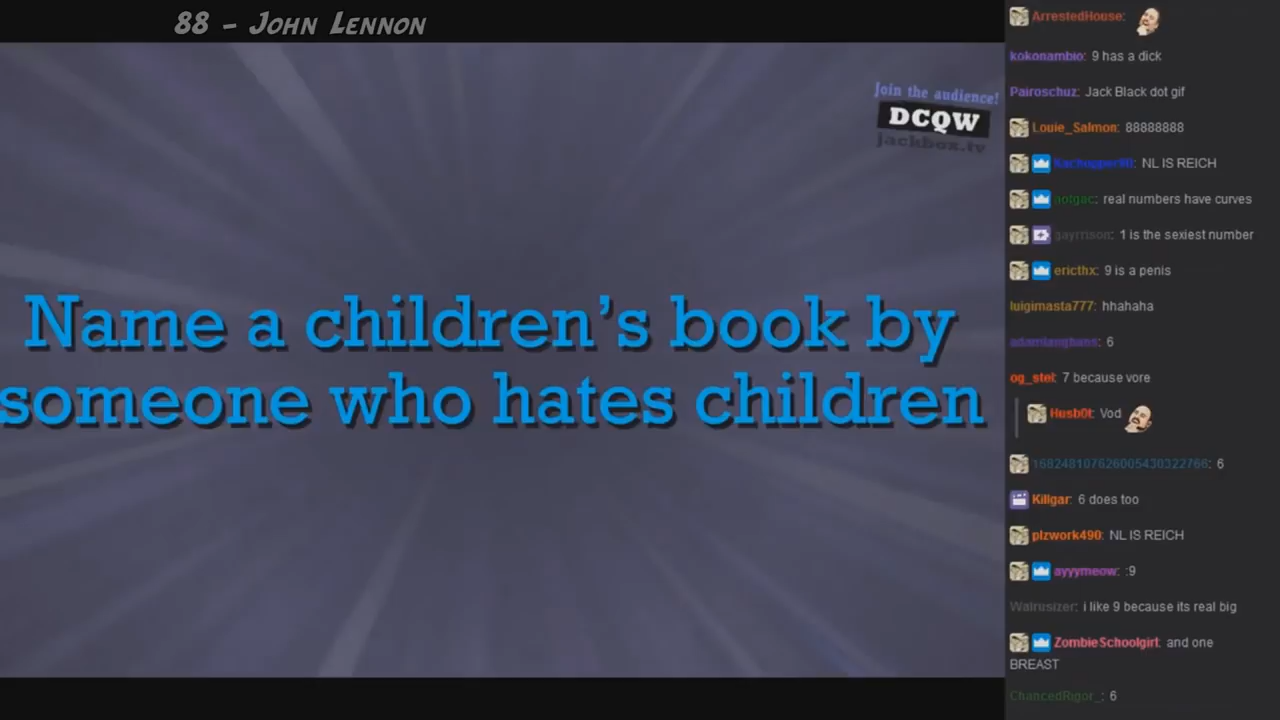 88 - John Lennon
Join the audience!
DCQW
jackbox.tv
Name a children's book by
someone who hates children
ArrestedHouse:
kokonambio: 9 has a dick
Pairoschuz: Jack Black dot gif
Louie_Salmon: 88888888
NL IS REICH
notgac: real numbers have curves
gayrrison: 1 is the sexiest number
ericthx: 9 is a penis
luigimasta777: hhahaha
6
og_stel: 7 because vore
Husb0t: Vod
168248107626005430322766: 6
Killgar: 6 does too
plzwork490: NL IS REICH
ayyymeow: :9
Walrusizer: i like 9 because its real big
ZombieSchoolgirl: and one
BREAST
ChancedRigor_: 6